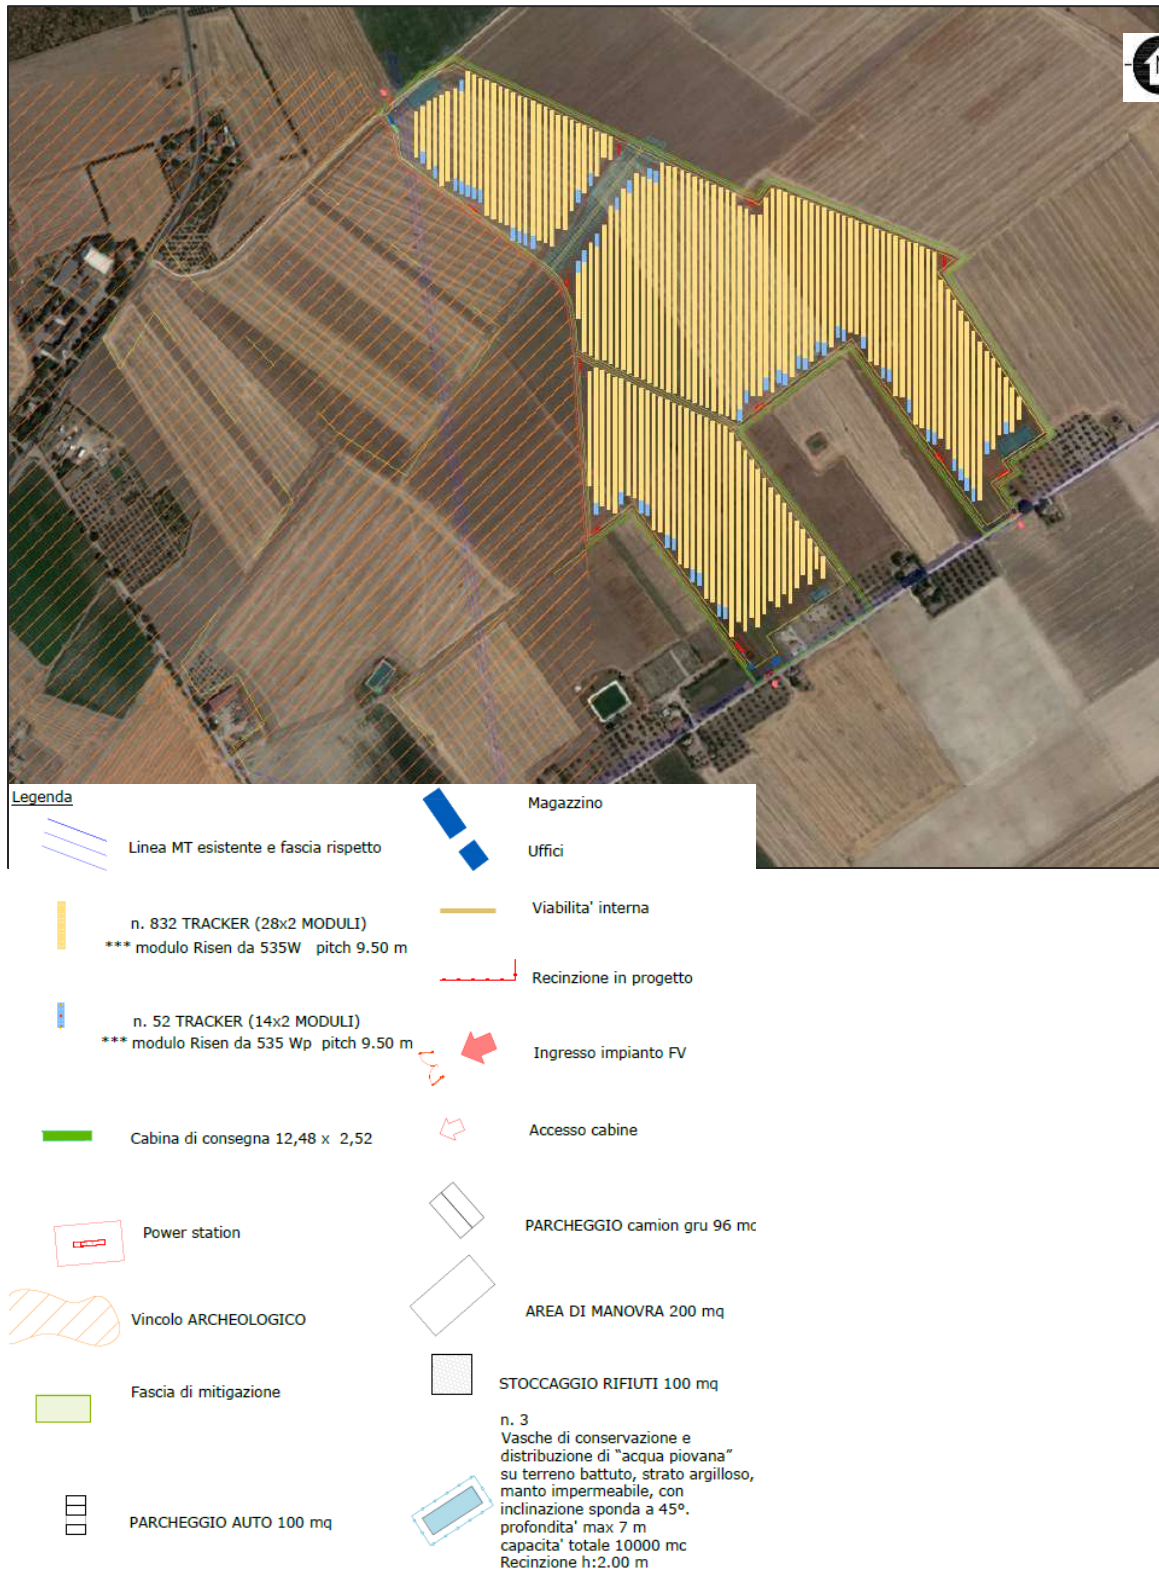 Legenda
Linea MT esistente e fascia rispetto
n. 832 TRACKER (28x2 MODULI)
*** modulo Risen da 535W   pitch 9.50 m
n. 52 TRACKER (14x2 MODULI)
*** modulo Risen da 535 Wp  pitch 9.50 m
Cabina di consegna 12,48 x  2,52
Power station
Vincolo ARCHEOLOGICO
Fascia di mitigazione
PARCHEGGIO AUTO 100 mq
Magazzino
Uffici
Viabilita' interna
Recinzione in progetto
Ingresso impianto FV
Accesso cabine
PARCHEGGIO camion gru 96 mq
AREA DI MANOVRA 200 mq
STOCCAGGIO RIFIUTI 100 mq
n. 3
Vasche di conservazione e
distribuzione di “acqua piovana”
su terreno battuto, strato argilloso,
manto impermeabile, con
inclinazione sponda a 45°.
profondita' max 7 m
capacita' totale 10000 mc
Recinzione h:2.00 m